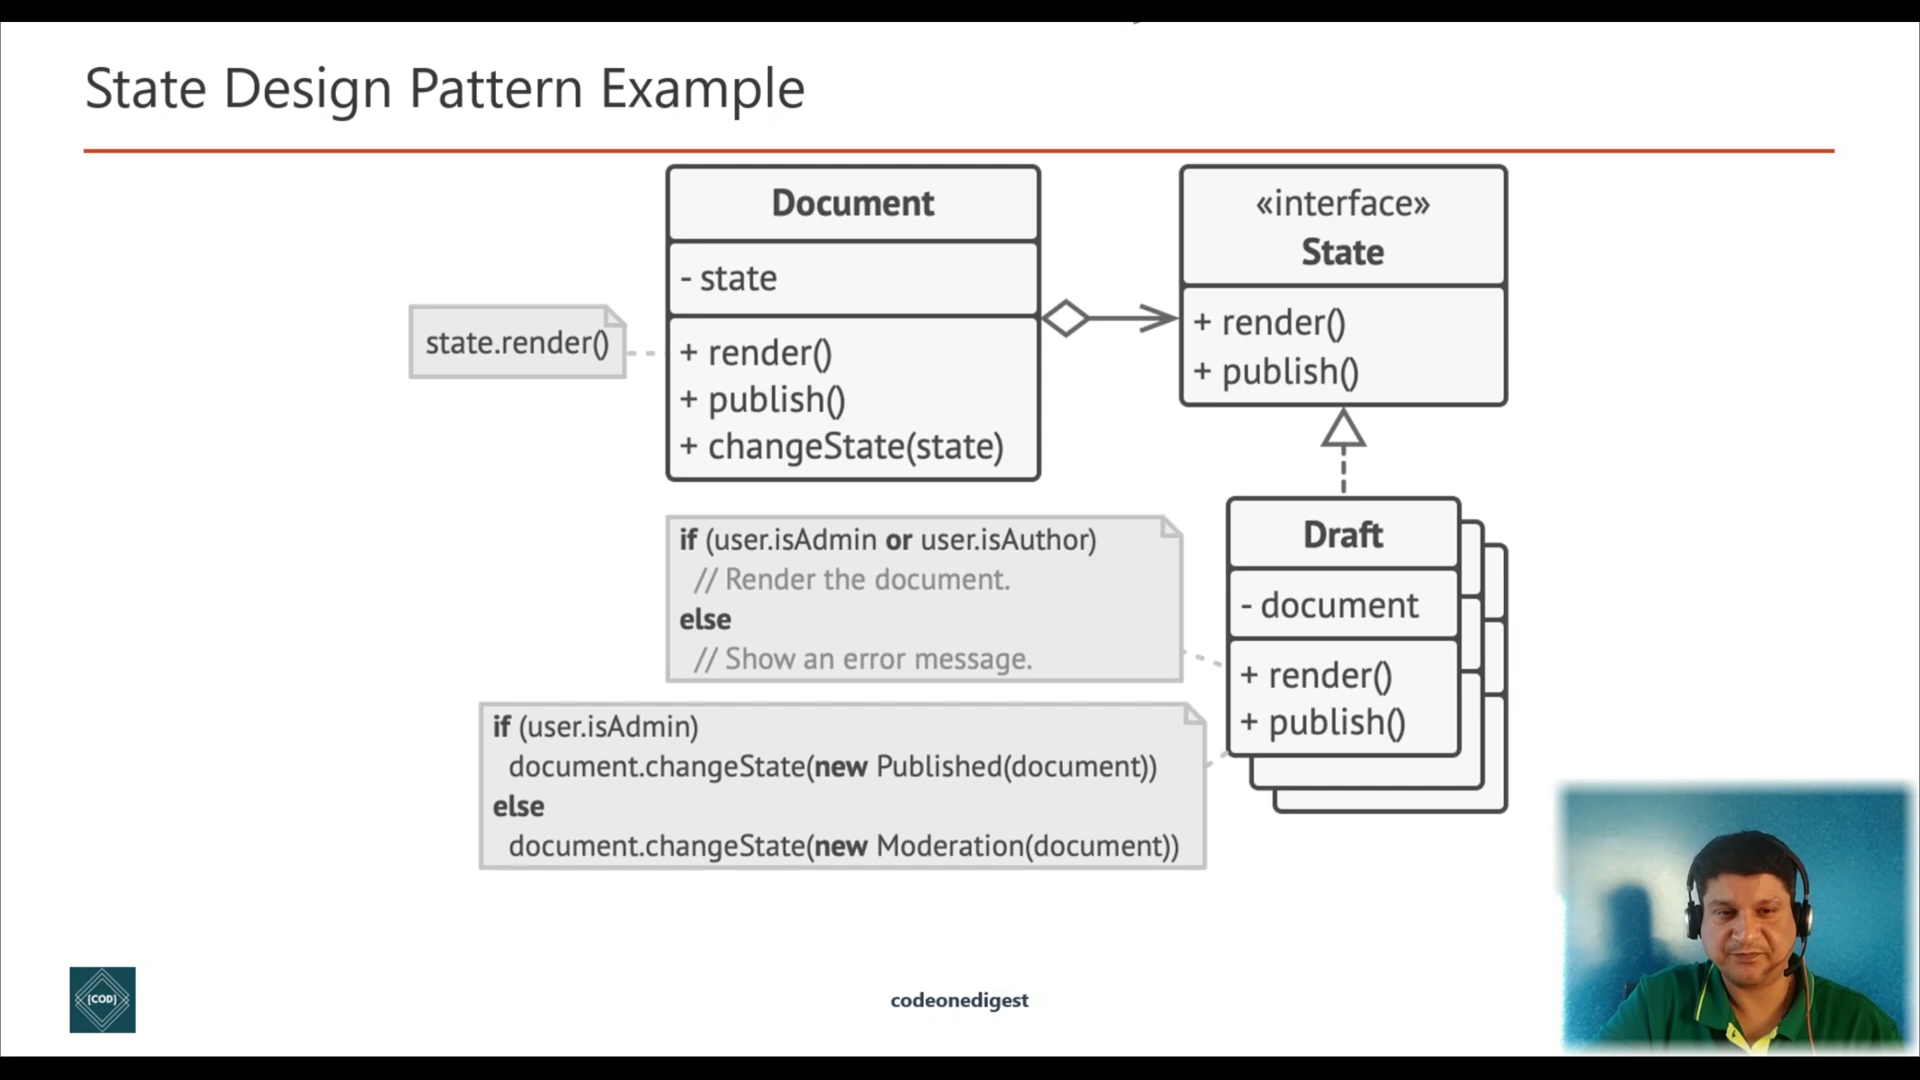 State Design Pattern Example
Document
- state
+ render()
+ publish()
+ changeState(state)
«interface»
State
+ render()
+ publish()
state.render()
if (user.isAdmin or user.isAuthor)
// Render the document.
else
// Show an error message.
Draft
- document
+ render()
+ publish()
if (user.isAdmin)
document.changeState(new Published(document))
else
document.changeState(new Moderation(document))
{COD}
codeonedigest